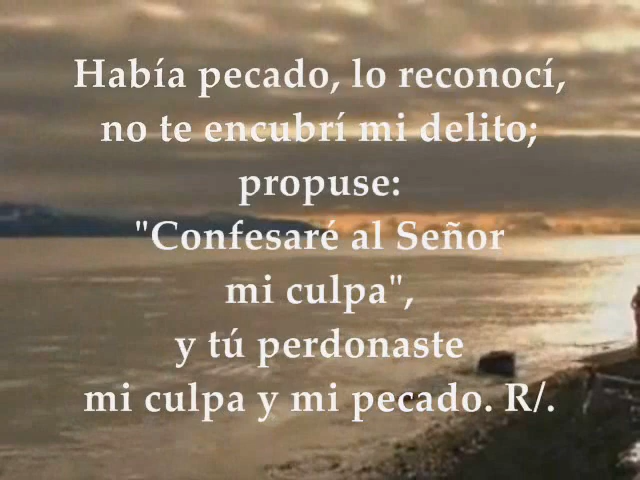 Había pecado, lo reconocí,
no te encubrí mi delito;
propuse:
"Confesaré al Señor
mi culpa",
y tú perdonaste
mi culpa y mi pecado. R/.